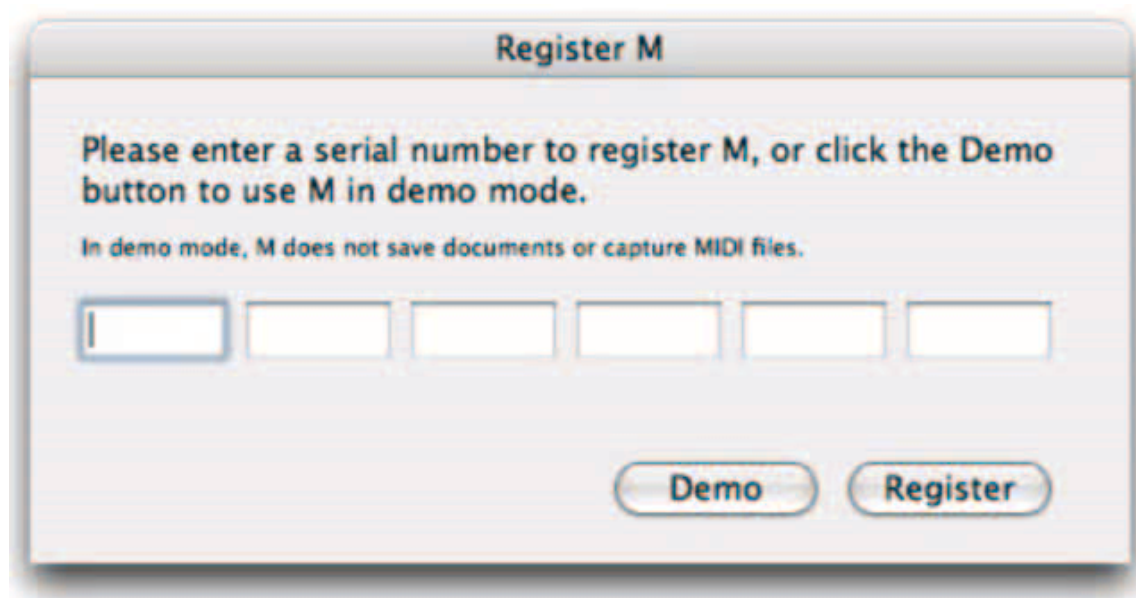 Register M
Please enter a serial number to register M, or click the Demo
button to use M in demo mode.
In demo mode, M does not save documents or capture MIDI files.
Demo
Register